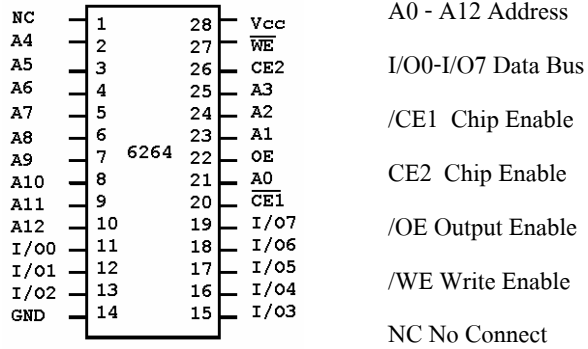 NC 1 28 Vcc
A4 2 27 W̅E̅
A5 3 26 CE2
A6 4 25 A3
A7 5 24 A2
A8 6 23 A1
A9 7 6264 22 OE
A10 8 21 A0
A11 9 20 C̅E̅1̅
A12 10 19 I/O7
I/O0 11 18 I/O6
I/O1 12 17 I/O5
I/O2 13 16 I/O4
GND 14 15 I/O3
A0 - A12 Address
I/O0-I/O7 Data Bus
/CE1 Chip Enable
CE2 Chip Enable
/OE Output Enable
/WE Write Enable
NC No Connect